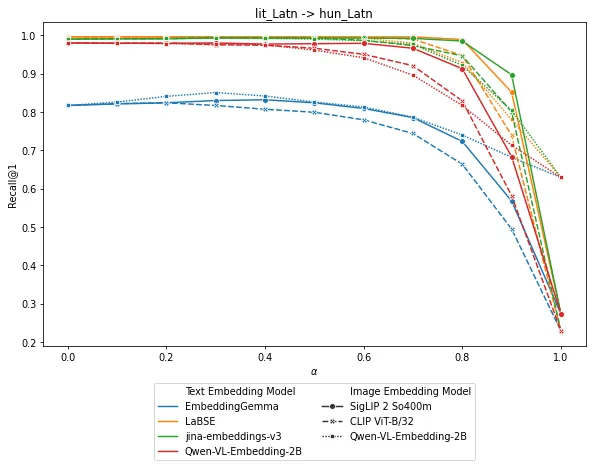 lit_Latn -> hun_Latn
Recall@1
1.0
0.9
0.8
0.7
0.6
0.5
0.4
0.3
0.2
0.0 0.2 0.4 0.6 0.8 1.0
α
Text Embedding Model
EmbeddingGemma
LaBSE
jina-embeddings-v3
Qwen-VL-Embedding-2B
Image Embedding Model
SigLIP 2 So400m
CLIP ViT-B/32
Qwen-VL-Embedding-2B